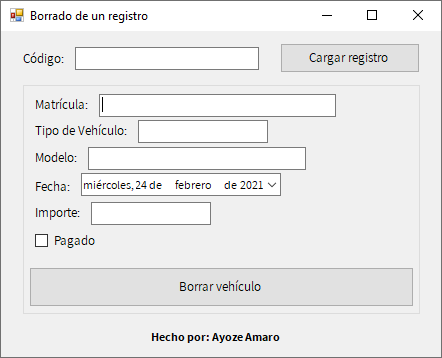 Borrado de un registro
Código:
Cargar registro
Matrícula:
Tipo de Vehículo:
Modelo:
Fecha: miércoles, 24 de febrero de 2021
Importe:
Pagado
Borrar vehículo
Hecho por: Ayoze Amaro